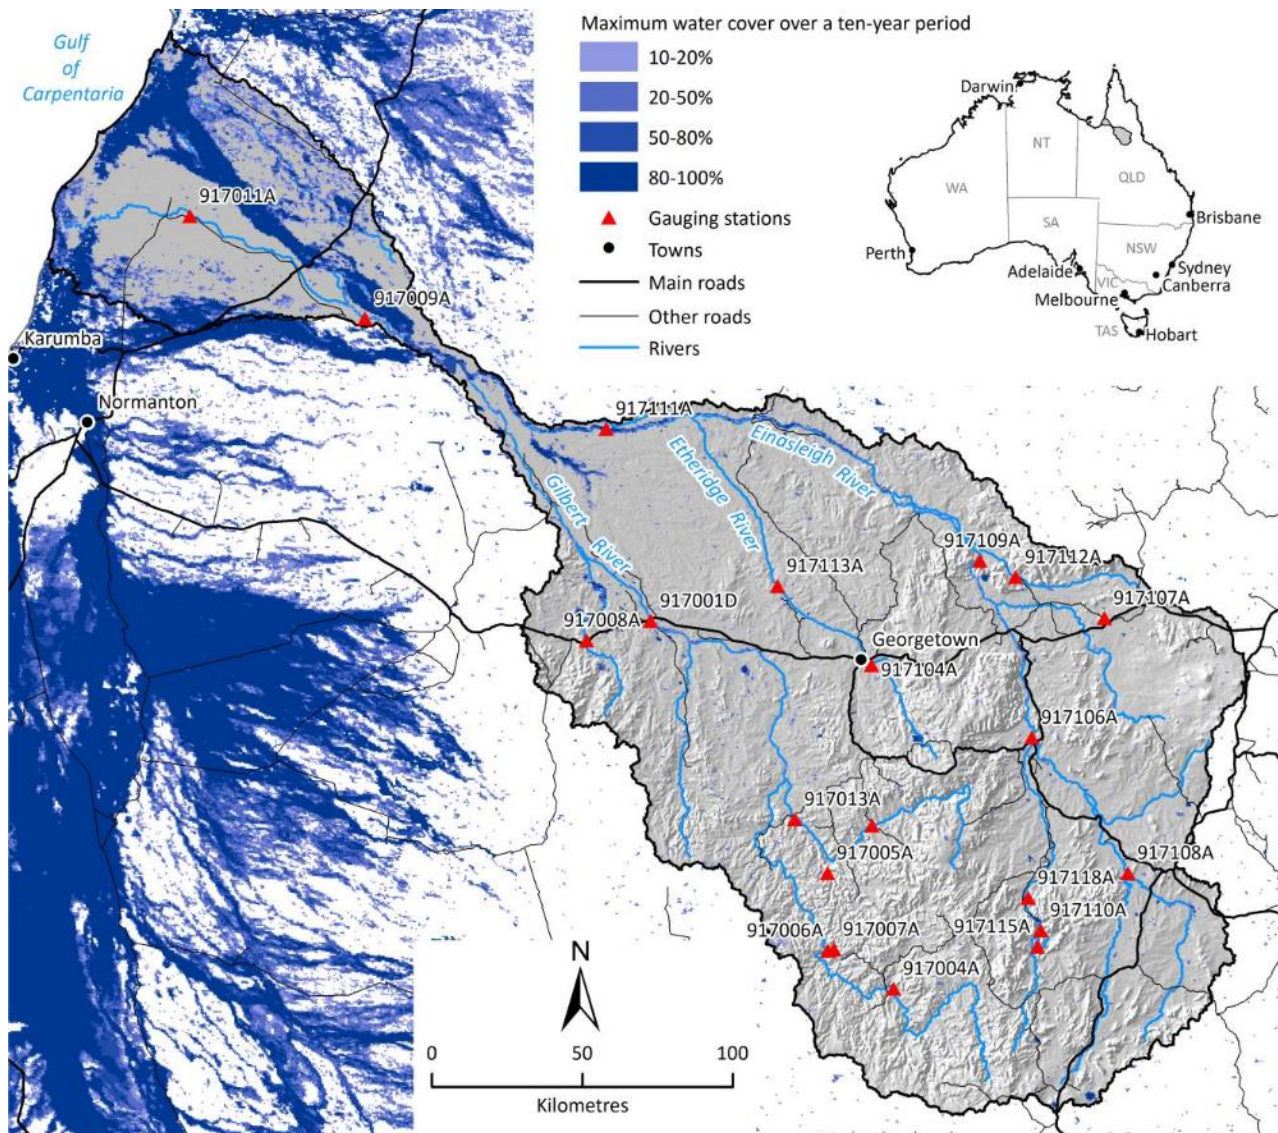 Gulf
of
Carpentaria
Maximum water cover over a ten-year period
10-20%
20-50%
50-80%
80-100%
Gauging stations
Towns
Main roads
Other roads
Rivers
Darwin
NT
WA
QLD
SA
Brisbane
NSW
Perth
Adelaide
Sydney
Canberra
VIC
Melbourne
TAS
Hobart
917011A
917009A
Karumba
Normanton
917111A
Einasleigh River
Etheridge River
Gilbert River
917109A
917112A
917113A
917107A
917001D
917008A
Georgetown
917104A
917106A
917013A
917005A
917108A
917118A
917110A
917006A
917007A
917115A
917004A
N
0 50 100
Kilometres